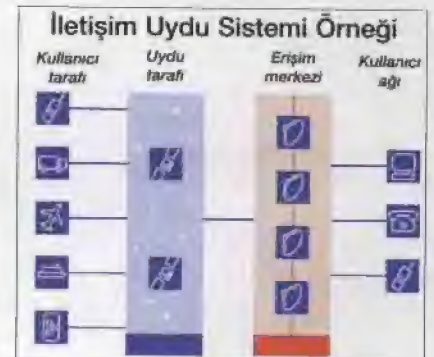 İletişim Uydu Sistemi Örneği
Kullanıcı tarafı
Uydu tarafı
Erişim merkezi
Kullanıcı ağı